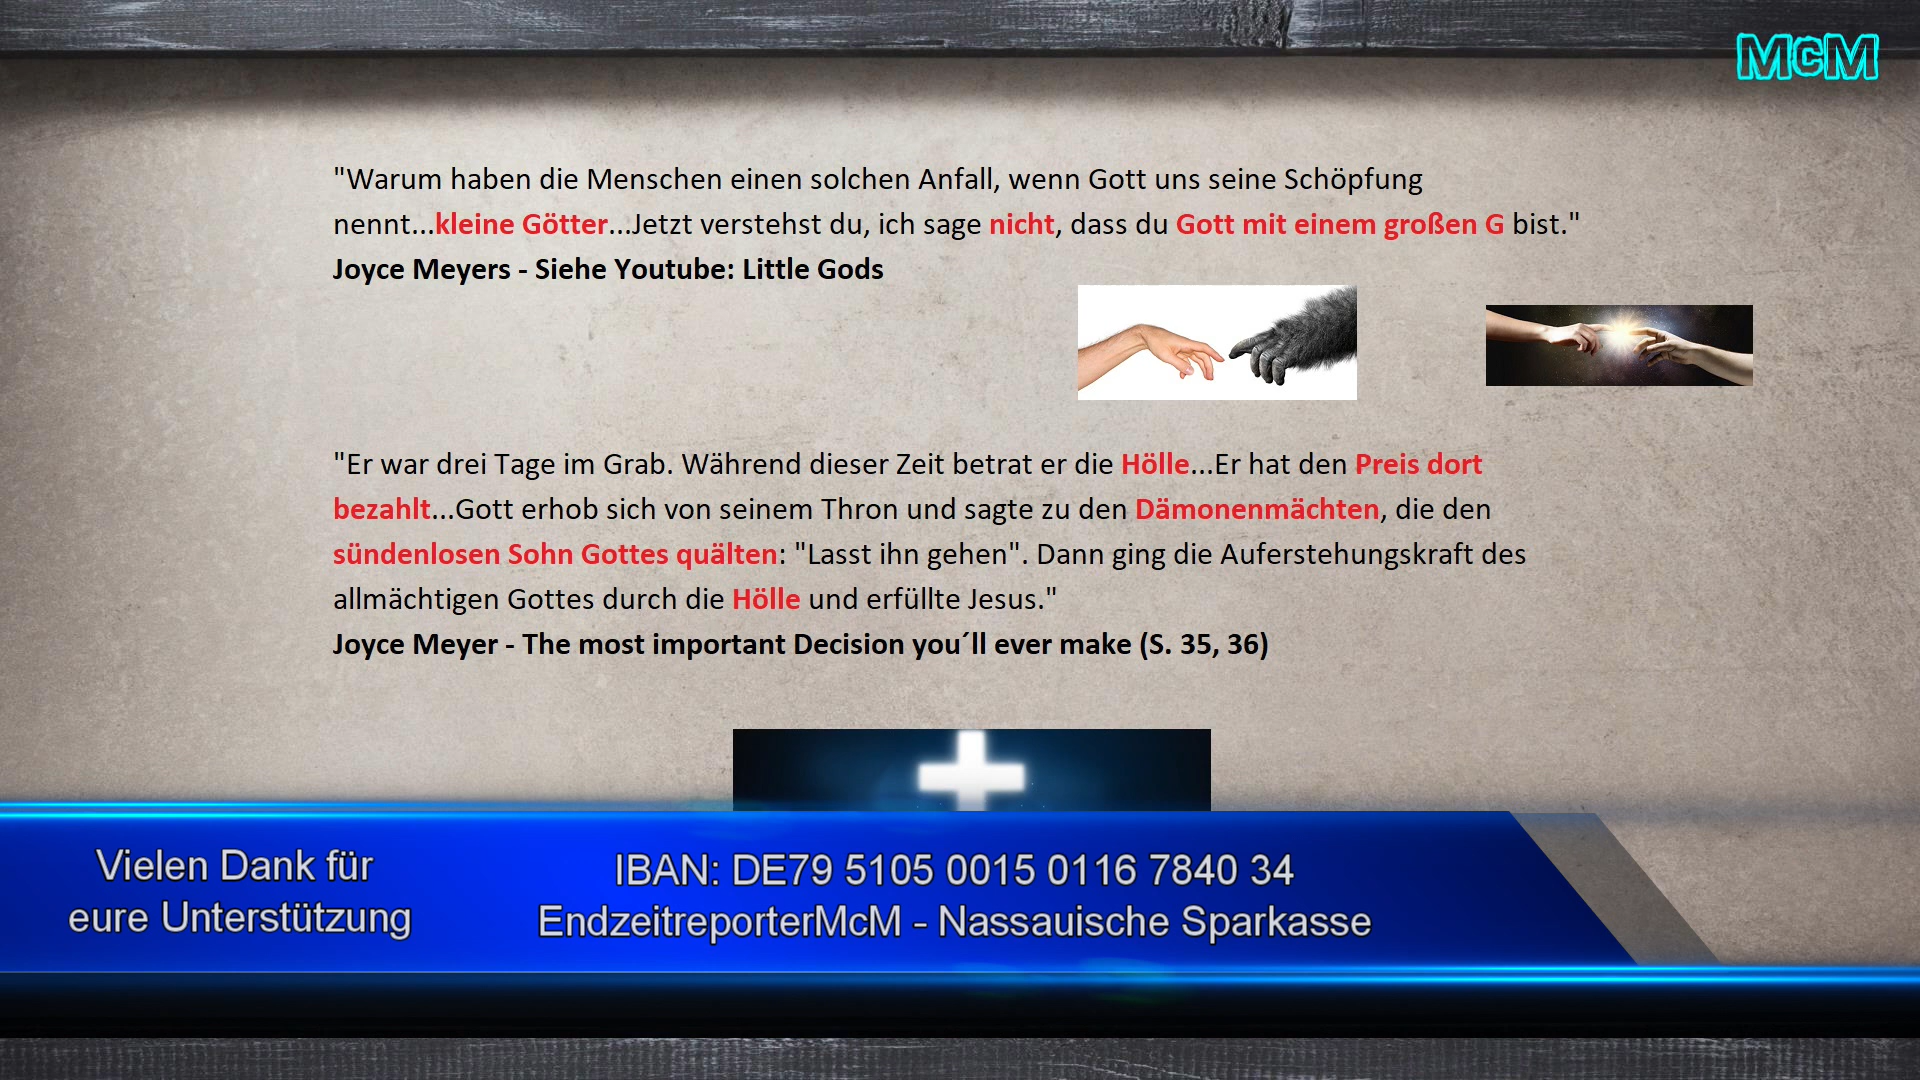 McM
"Warum haben die Menschen einen solchen Anfall, wenn Gott uns seine Schöpfung
nennt...kleine Götter...Jetzt verstehst du, ich sage nicht, dass du Gott mit einem großen G bist."
Joyce Meyers - Siehe Youtube: Little Gods
"Er war drei Tage im Grab. Während dieser Zeit betrat er die Hölle...Er hat den Preis dort
bezahlt...Gott erhob sich von seinem Thron und sagte zu den Dämonenmächten, die den
sündenlosen Sohn Gottes quälten: "Lasst ihn gehen". Dann ging die Auferstehungskraft des
allmächtigen Gottes durch die Hölle und erfüllte Jesus."
Joyce Meyer - The most important Decision you´ll ever make (S. 35, 36)
Vielen Dank für
eure Unterstützung
IBAN: DE79 5105 0015 0116 7840 34
EndzeitreporterMcM - Nassauische Sparkasse